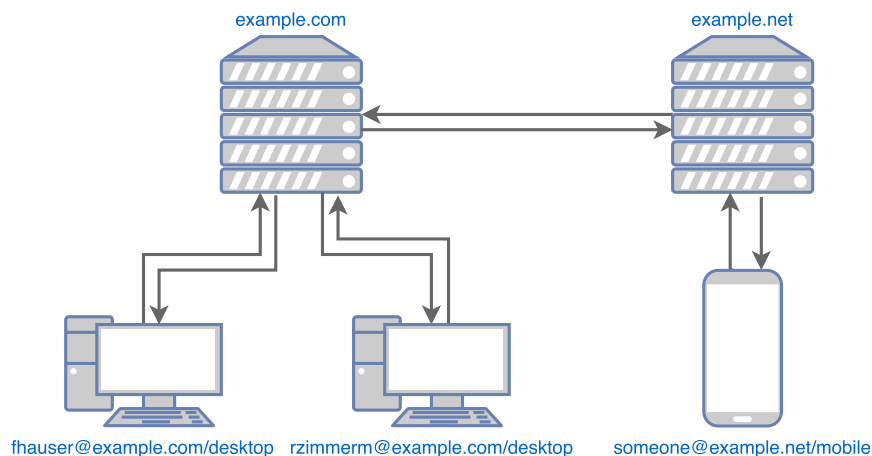 example.com
example.net
fhauser@example.com/desktop
rzimmerm@example.com/desktop
someone@example.net/mobile